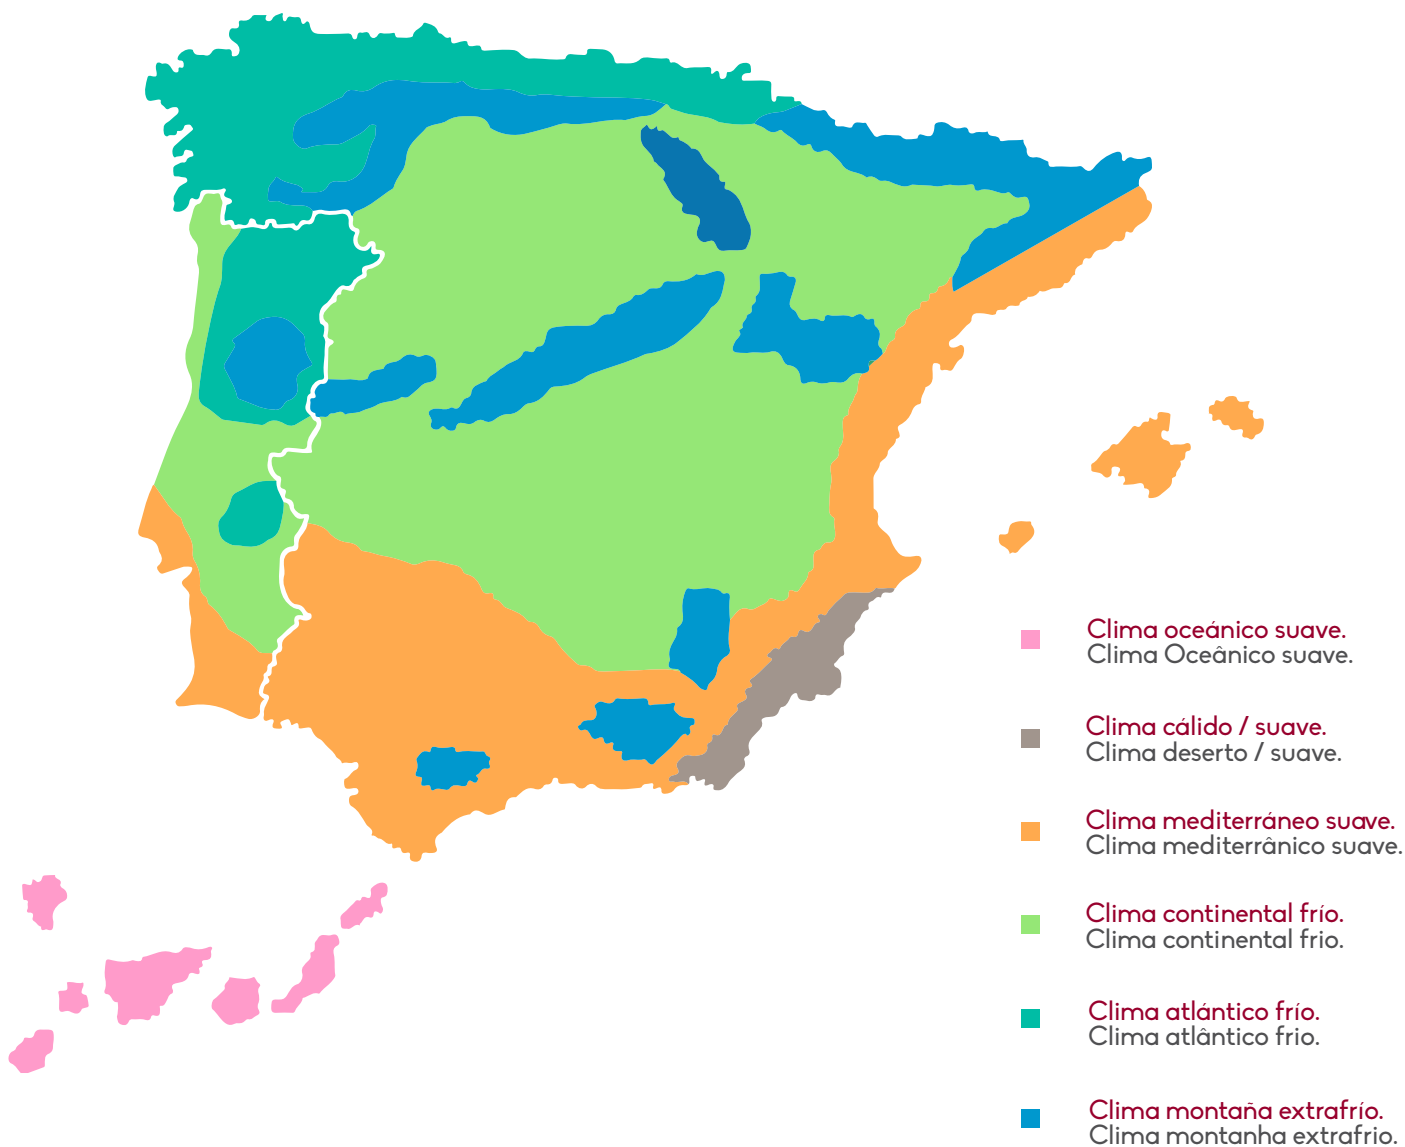 Clima oceánico suave.
Clima Oceânico suave.
Clima cálido / suave.
Clima deserto / suave.
Clima mediterráneo suave.
Clima mediterrânico suave.
Clima continental frío.
Clima continental frio.
Clima atlántico frío.
Clima atlântico frio.
Clima montaña extrafrío.
Clima montanha extrafrio.